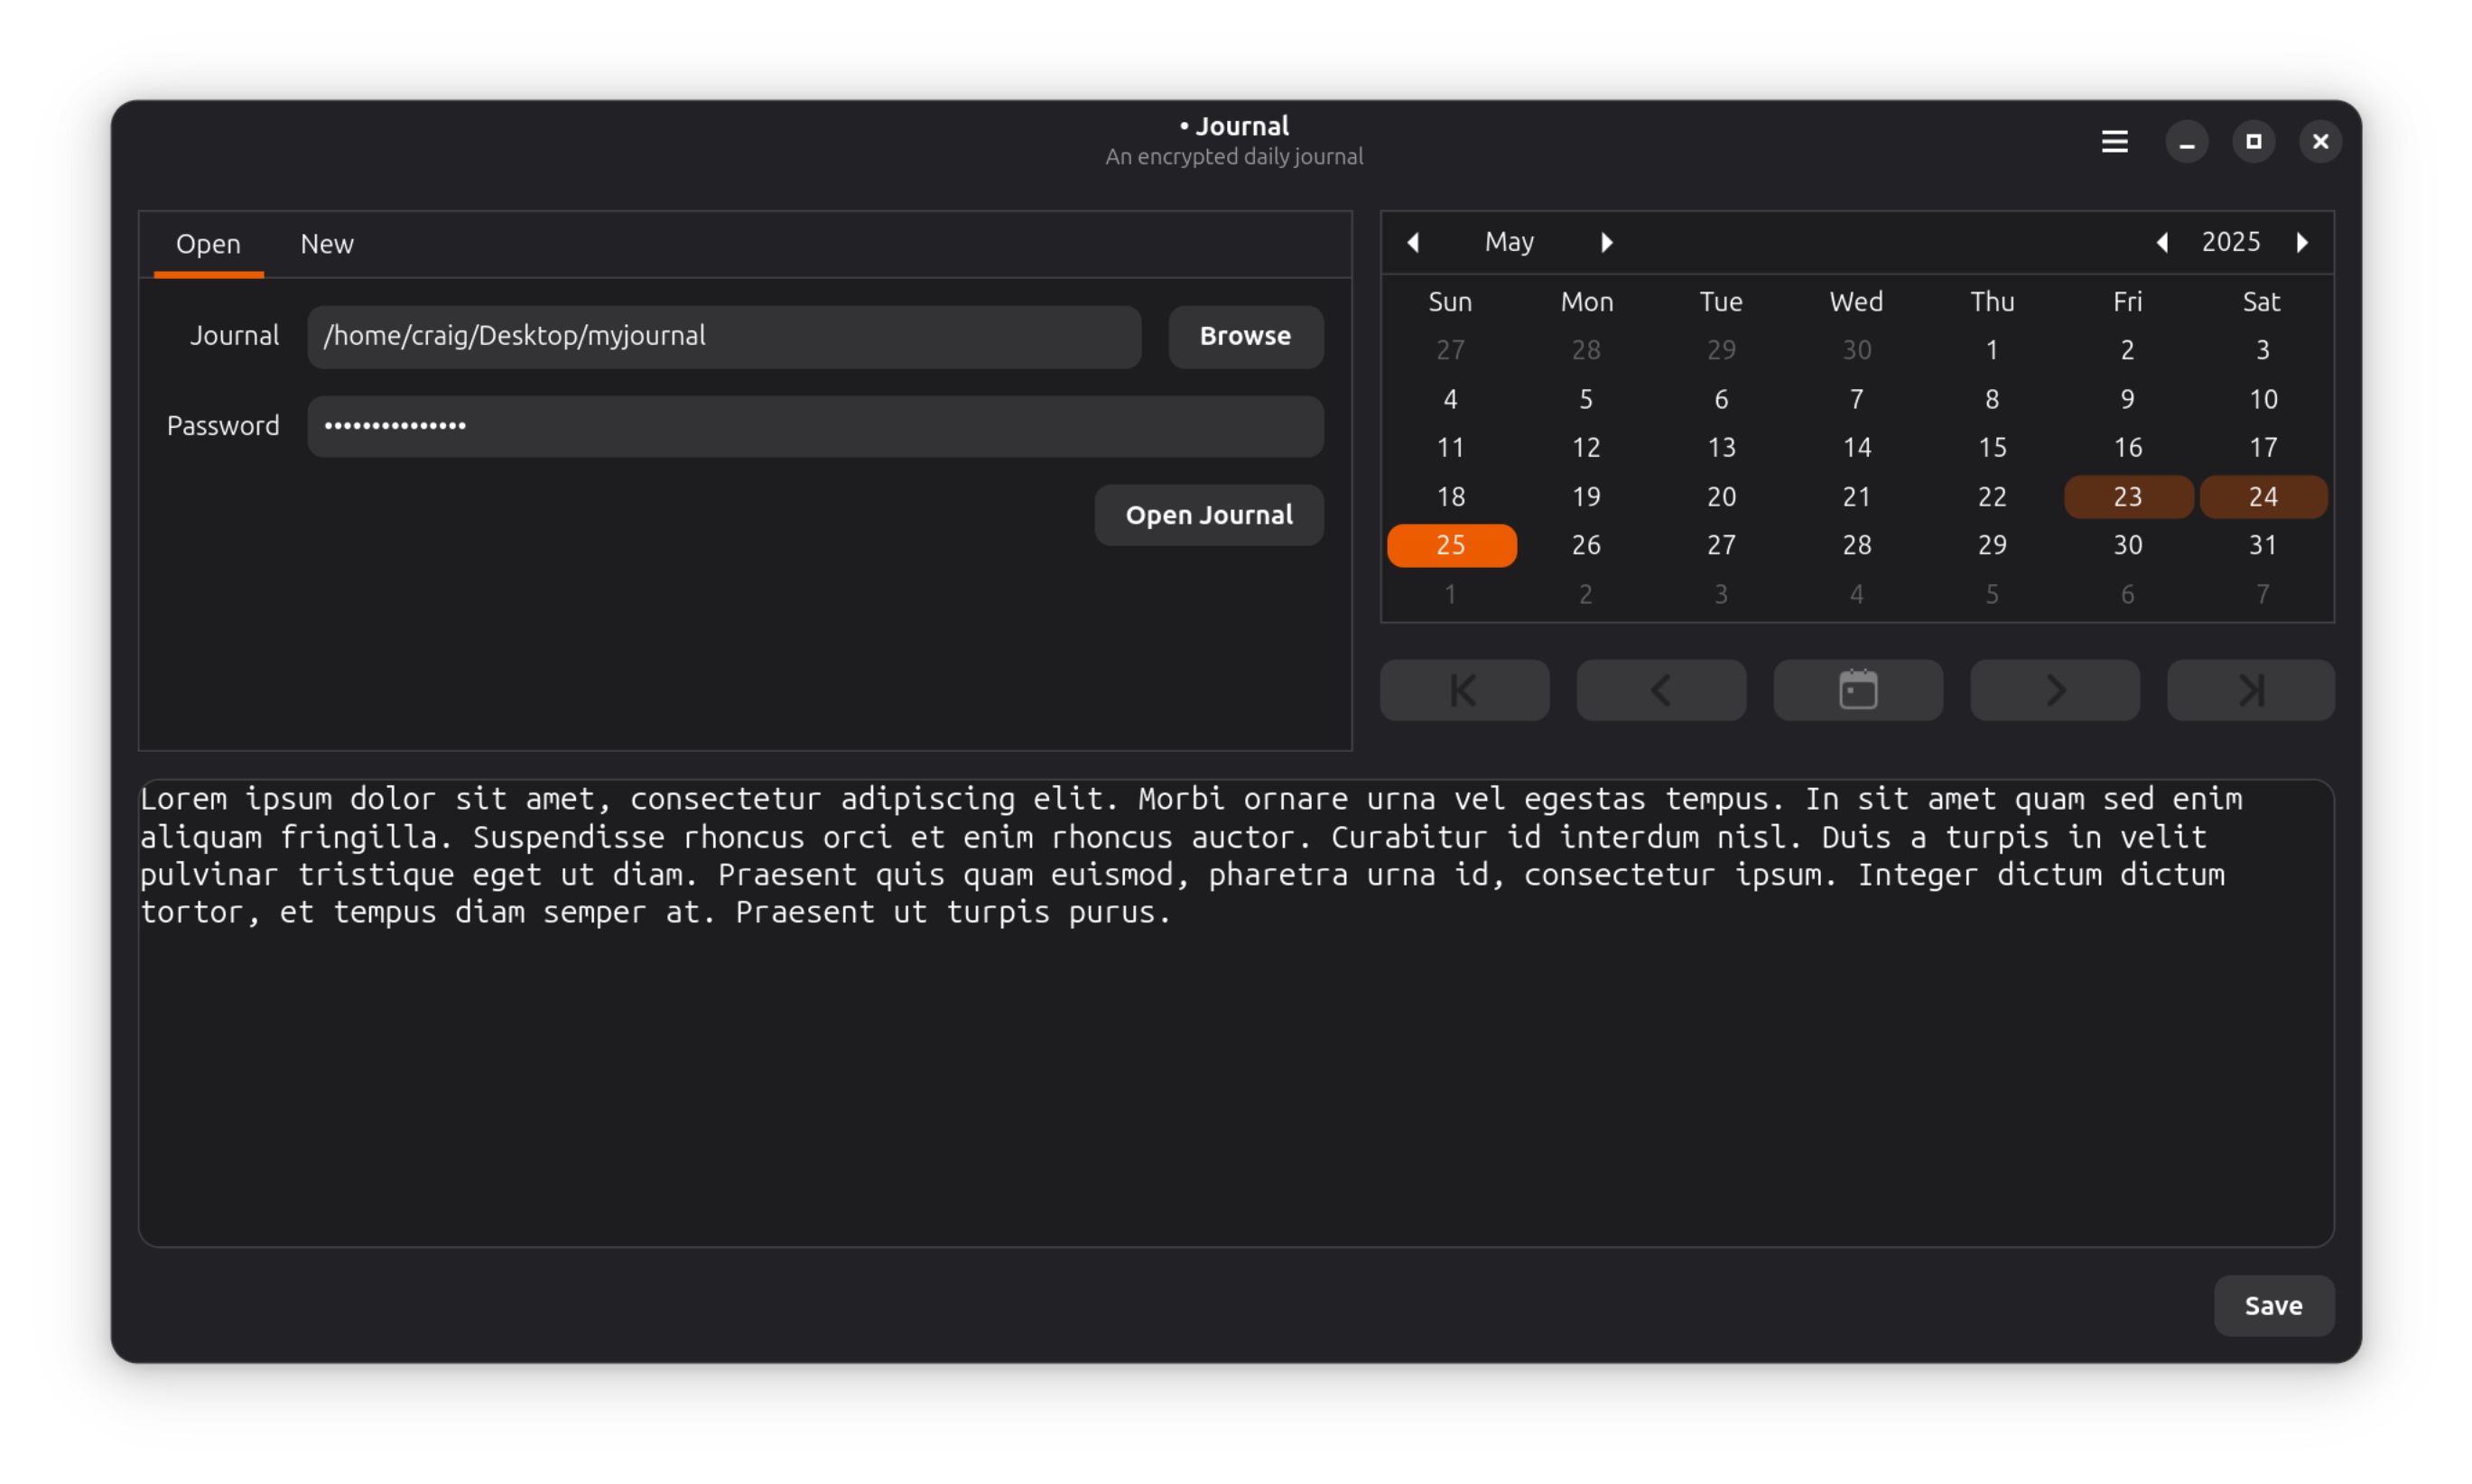 • Journal
An encrypted daily journal
Open New
Journal /home/craig/Desktop/myjournal Browse
Password •••••••••••••••
Open Journal
May 2025
Sun Mon Tue Wed Thu Fri Sat
27 28 29 30 1 2 3
4 5 6 7 8 9 10
11 12 13 14 15 16 17
18 19 20 21 22 23 24
25 26 27 28 29 30 31
1 2 3 4 5 6 7
Lorem ipsum dolor sit amet, consectetur adipiscing elit. Morbi ornare urna vel egestas tempus. In sit amet quam sed enim
aliquam fringilla. Suspendisse rhoncus orci et enim rhoncus auctor. Curabitur id interdum nisl. Duis a turpis in velit
pulvinar tristique eget ut diam. Praesent quis quam euismod, pharetra urna id, consectetur ipsum. Integer dictum dictum
tortor, et tempus diam semper at. Praesent ut turpis purus.
Save